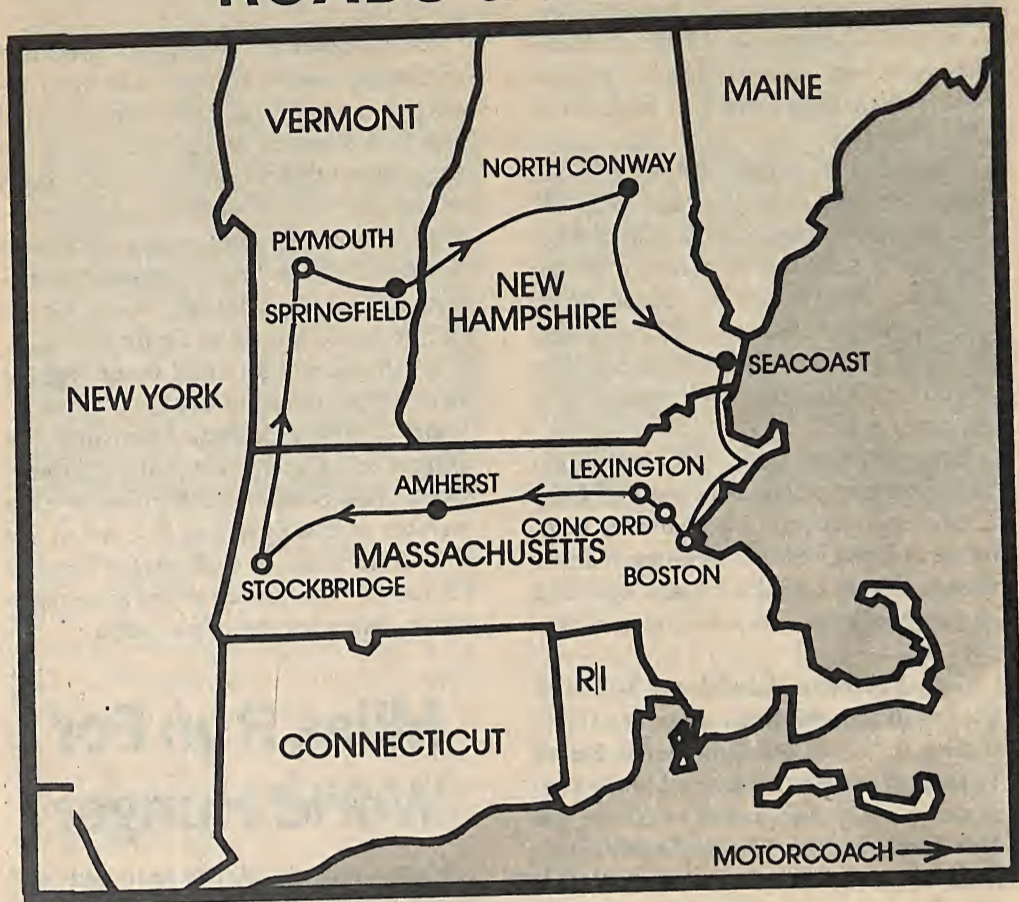 VERMONT
MAINE
NORTH CONWAY
PLYMOUTH
SPRINGFIELD
NEW
HAMPSHIRE
SEACOAST
NEW YORK
LEXINGTON
AMHERST
CONCORD
MASSACHUSETTS
BOSTON
STOCKBRIDGE
R|I
CONNECTICUT
MOTORCOACH